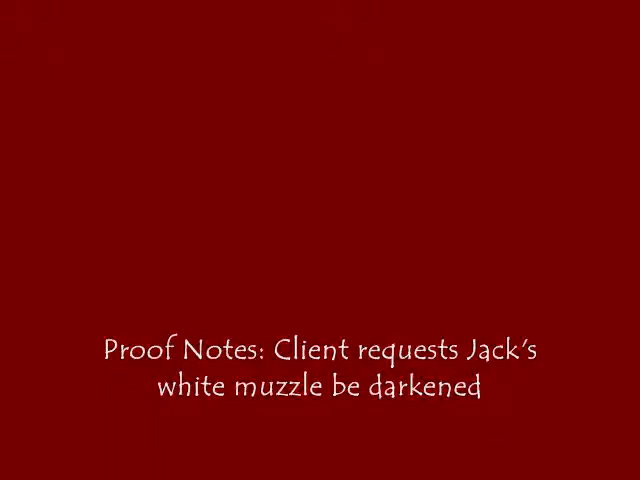 Proof Notes: Client requests Jack's
white muzzle be darkened